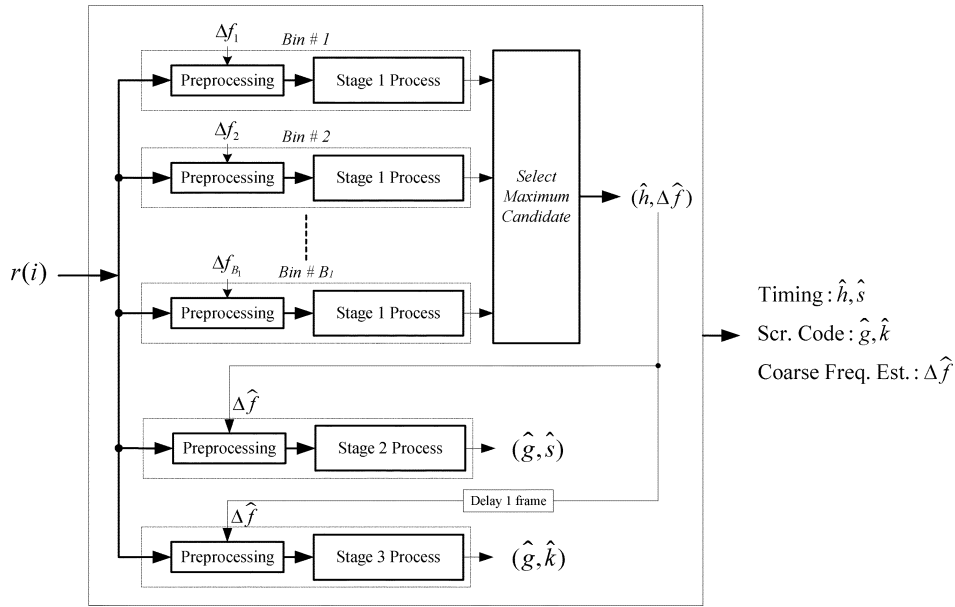 Δf₁ Bin # 1
Preprocessing Stage 1 Process
Δf₂ Bin # 2
Preprocessing Stage 1 Process
Select
Maximum
Candidate
(ĥ, Δf̂)
r(i)
Δf_B₁ Bin # B₁
Preprocessing Stage 1 Process
Timing : ĥ, ŝ
Scr. Code : ĝ, k̂
Coarse Freq. Est. : Δf̂
Δf̂
Preprocessing Stage 2 Process (ĝ, ŝ)
Delay 1 frame
Δf̂
Preprocessing Stage 3 Process (ĝ, k̂)